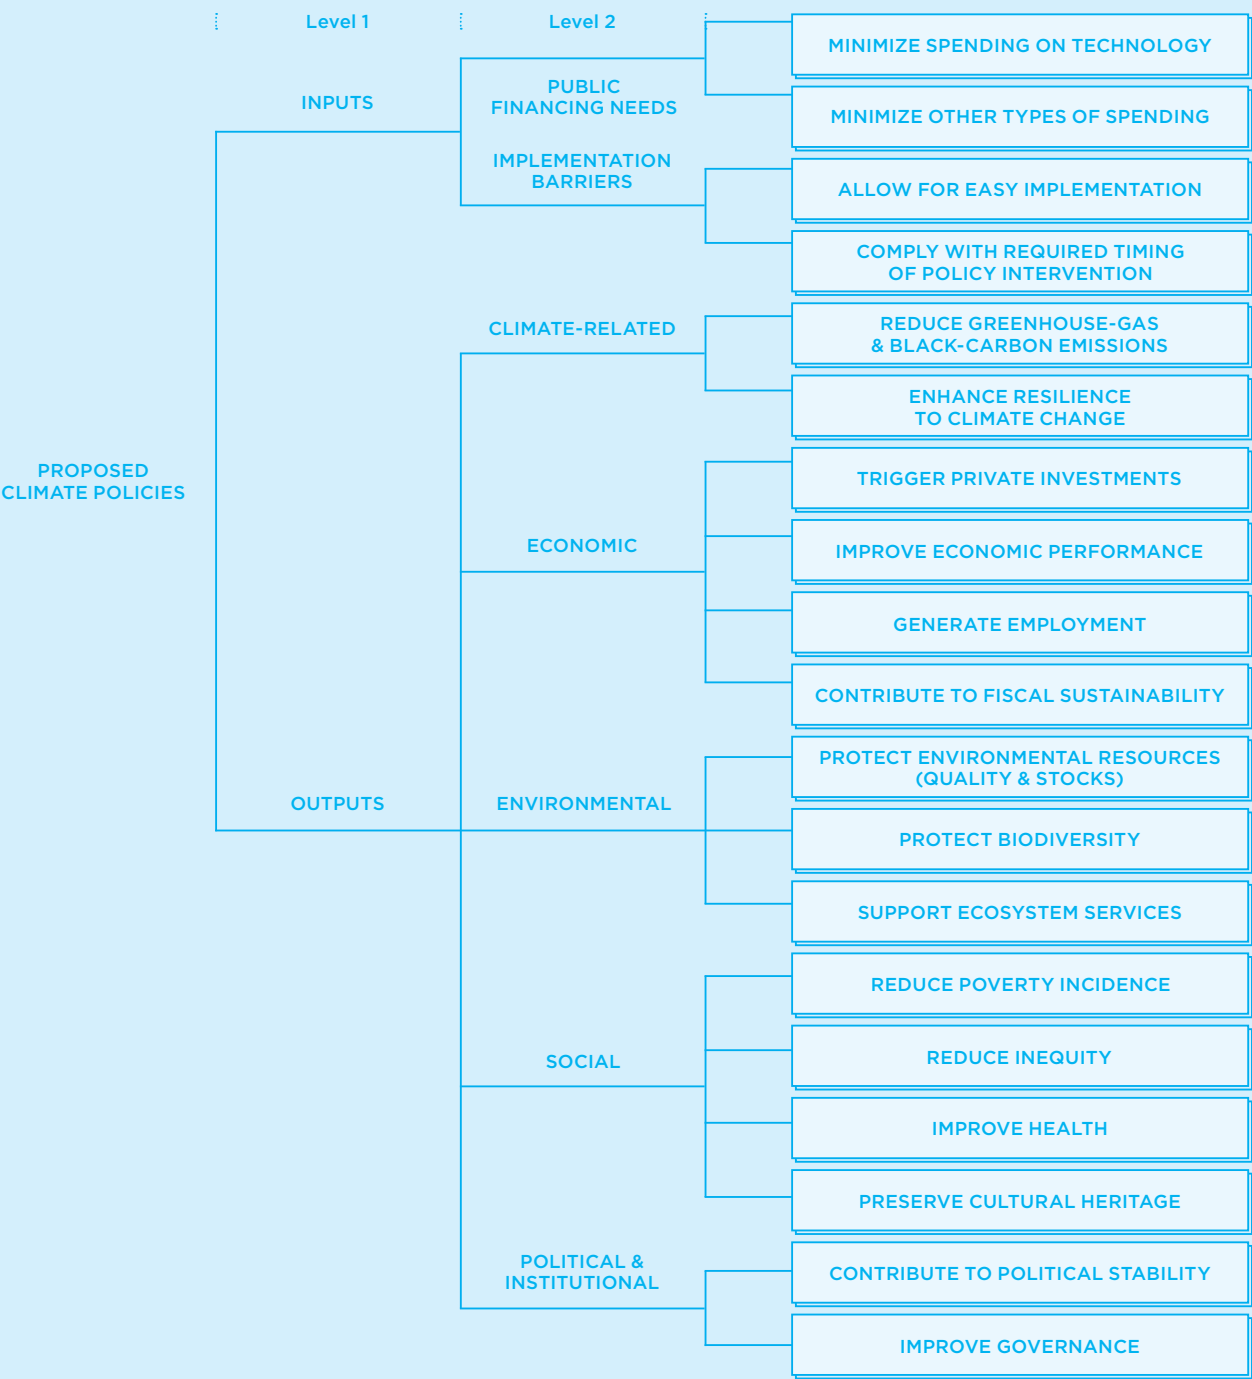 Level 1
Level 2
MINIMIZE SPENDING ON TECHNOLOGY
INPUTS
PUBLIC
FINANCING NEEDS
MINIMIZE OTHER TYPES OF SPENDING
IMPLEMENTATION
BARRIERS
ALLOW FOR EASY IMPLEMENTATION
COMPLY WITH REQUIRED TIMING
OF POLICY INTERVENTION
CLIMATE-RELATED
REDUCE GREENHOUSE-GAS
& BLACK-CARBON EMISSIONS
ENHANCE RESILIENCE
TO CLIMATE CHANGE
PROPOSED
CLIMATE POLICIES
TRIGGER PRIVATE INVESTMENTS
ECONOMIC
IMPROVE ECONOMIC PERFORMANCE
GENERATE EMPLOYMENT
CONTRIBUTE TO FISCAL SUSTAINABILITY
PROTECT ENVIRONMENTAL RESOURCES
(QUALITY & STOCKS)
OUTPUTS
ENVIRONMENTAL
PROTECT BIODIVERSITY
SUPPORT ECOSYSTEM SERVICES
REDUCE POVERTY INCIDENCE
SOCIAL
REDUCE INEQUITY
IMPROVE HEALTH
PRESERVE CULTURAL HERITAGE
POLITICAL &
INSTITUTIONAL
CONTRIBUTE TO POLITICAL STABILITY
IMPROVE GOVERNANCE